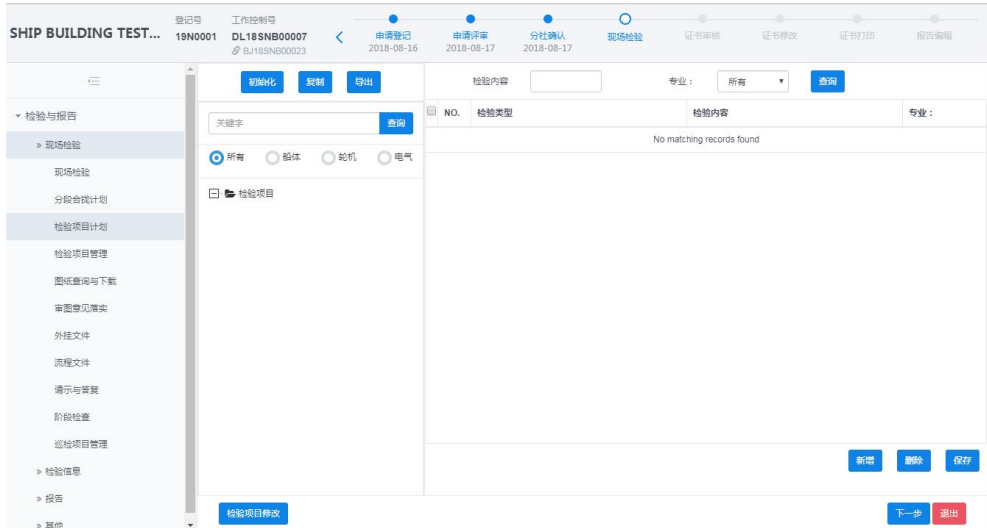 SHIP BUILDING TEST...
登记号
19N0001
工作控制号
DL18SNB00007
BJ18SNB00023
申请登记
2018-08-16
申请评审
2018-08-17
分社确认
2018-08-17
现场检验
证书审核
证书修改
证书打印
报告编辑
检验与报告
» 现场检验
现场检验
分段合拢计划
检验项目计划
检验项目管理
图纸查询与下载
审图意见落实
外挂文件
流程文件
请示与答复
阶段检查
巡检项目管理
» 检验信息
» 报告
» 其他
初始化 复制 导出
关键字 查询
所有 船体 轮机 电气
检验项目
检验项目修改
检验内容 专业： 所有 查询
NO. 检验类型 检验内容 专业：
No matching records found
新增 删除 保存
下一步 退出